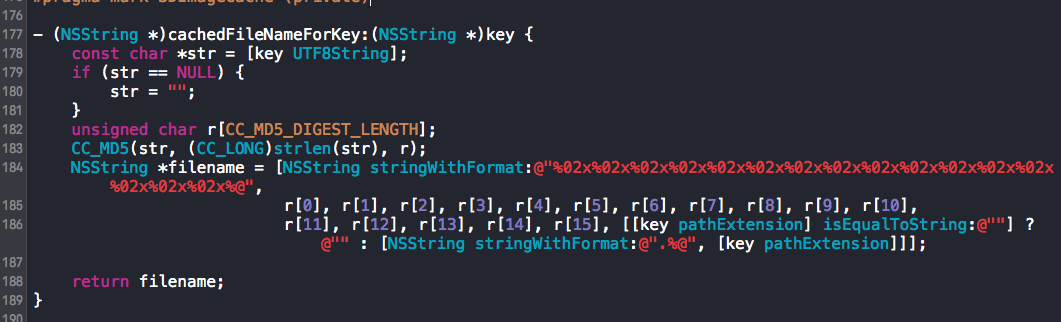 #pragma mark SDImageCache (private)
176
177 - (NSString *)cachedFileNameForKey:(NSString *)key {
178 const char *str = [key UTF8String];
179 if (str == NULL) {
180 str = "";
181 }
182 unsigned char r[CC_MD5_DIGEST_LENGTH];
183 CC_MD5(str, (CC_LONG)strlen(str), r);
184 NSString *filename = [NSString stringWithFormat:@"%02x%02x%02x%02x%02x%02x%02x%02x%02x%02x%02x%02x%02x
%02x%02x%02x%@",
185 r[0], r[1], r[2], r[3], r[4], r[5], r[6], r[7], r[8], r[9], r[10],
186 r[11], r[12], r[13], r[14], r[15], [[key pathExtension] isEqualToString:@""] ?
@"" : [NSString stringWithFormat:@".%@", [key pathExtension]]];
187
188 return filename;
189 }
190